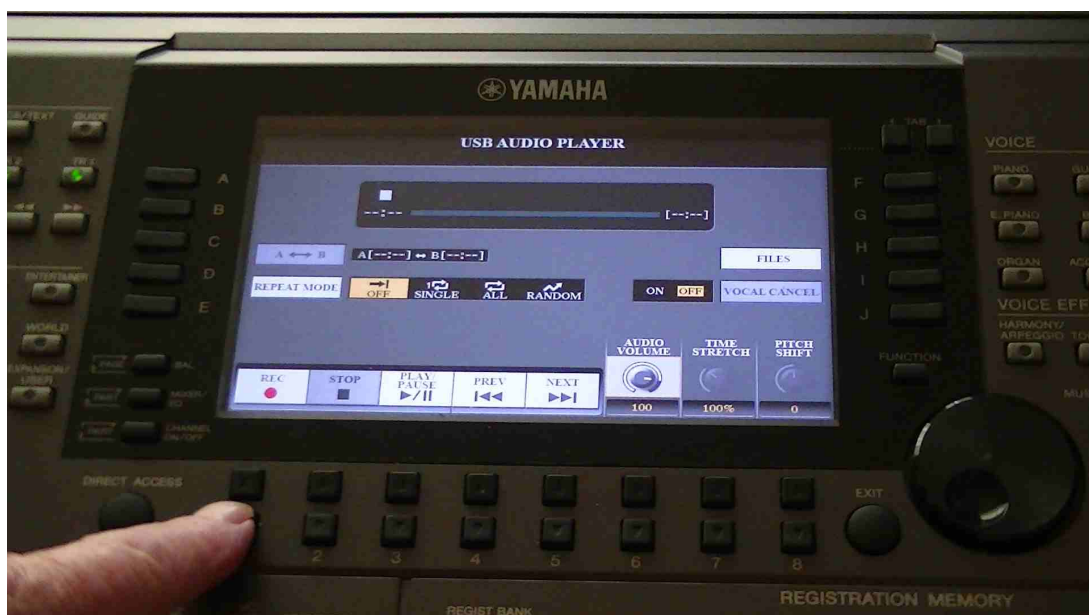 YAMAHA
GUIDE
TR 1
USB AUDIO PLAYER
TAB
VOICE
PIANO
E. PIANO
ORGAN
A
B
C
D
E
F
G
H
I
J
--:--
[--:--]
A ↔ B
A[--:--] ↔ B[--:--]
FILES
REPEAT MODE
OFF
1
SINGLE
ALL
RANDOM
ON
OFF
VOCAL CANCEL
ENTERTAINER
WORLD
EXPANSION/
USER
VOICE EFF
HARMONY/
ARPEGGIO
AUDIO
VOLUME
TIME
STRETCH
PITCH
SHIFT
100
100%
0
REC
STOP
PLAY/
PAUSE
PREV
NEXT
BAL
MIXER/
EQ
CHANNEL
ON/OFF
FUNCTION
DIRECT ACCESS
EXIT
2
3
4
5
6
7
8
REGIST BANK
REGISTRATION MEMORY